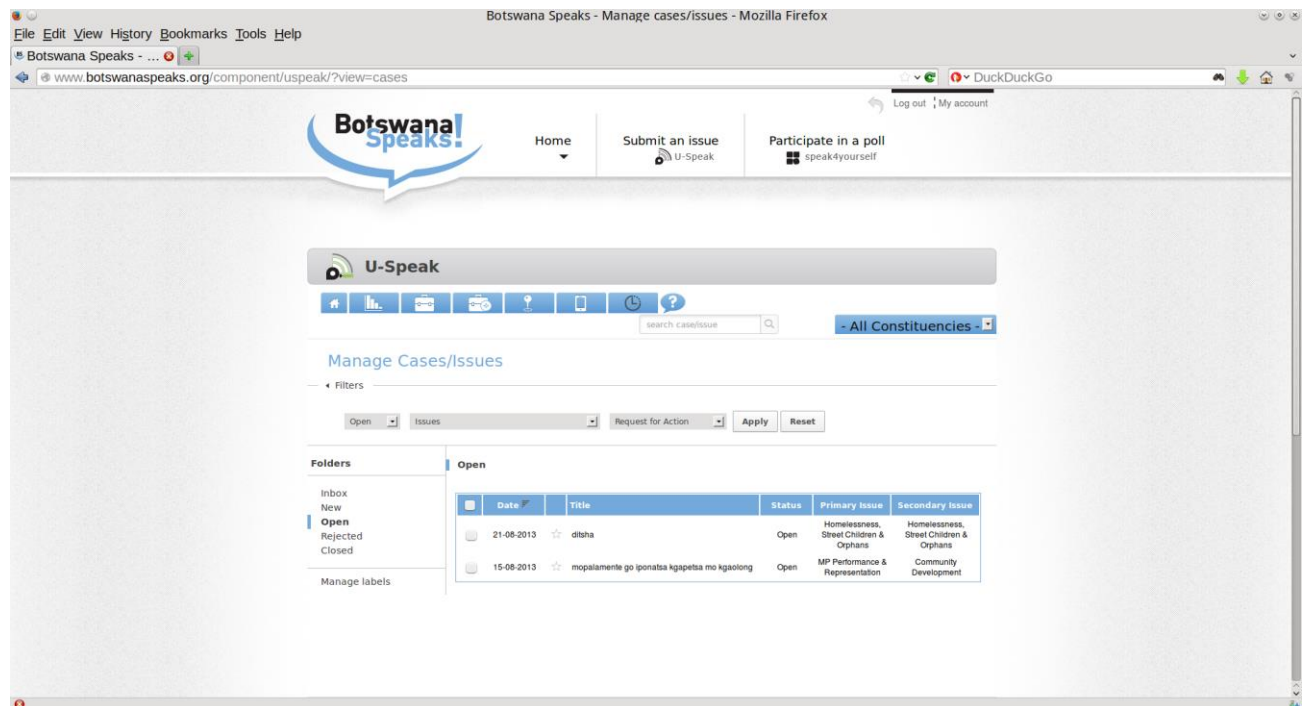 Botswana Speaks - Manage cases/issues - Mozilla Firefox
File Edit View History Bookmarks Tools Help
Botswana Speaks - ...
www.botswanaspeaks.org/component/uspeak/?view=cases
DuckDuckGo
Log out My account
Botswana
Speaks!
Home
Submit an issue
U-Speak
Participate in a poll
speak4yourself
U-Speak
?
search case/issue
- All Constituencies -
Manage Cases/Issues
Filters
Open Issues Request for Action Apply Reset
Folders
Inbox
New
Open
Rejected
Closed
Manage labels
Open
Date Title Status Primary Issue Secondary Issue
21-08-2013 ditsha Open Homelessness, Street Children & Orphans Homelessness, Street Children & Orphans
15-08-2013 mopalamente go iponatsa kgapetsa mo kgaolong Open MP Performance & Representation Community Development